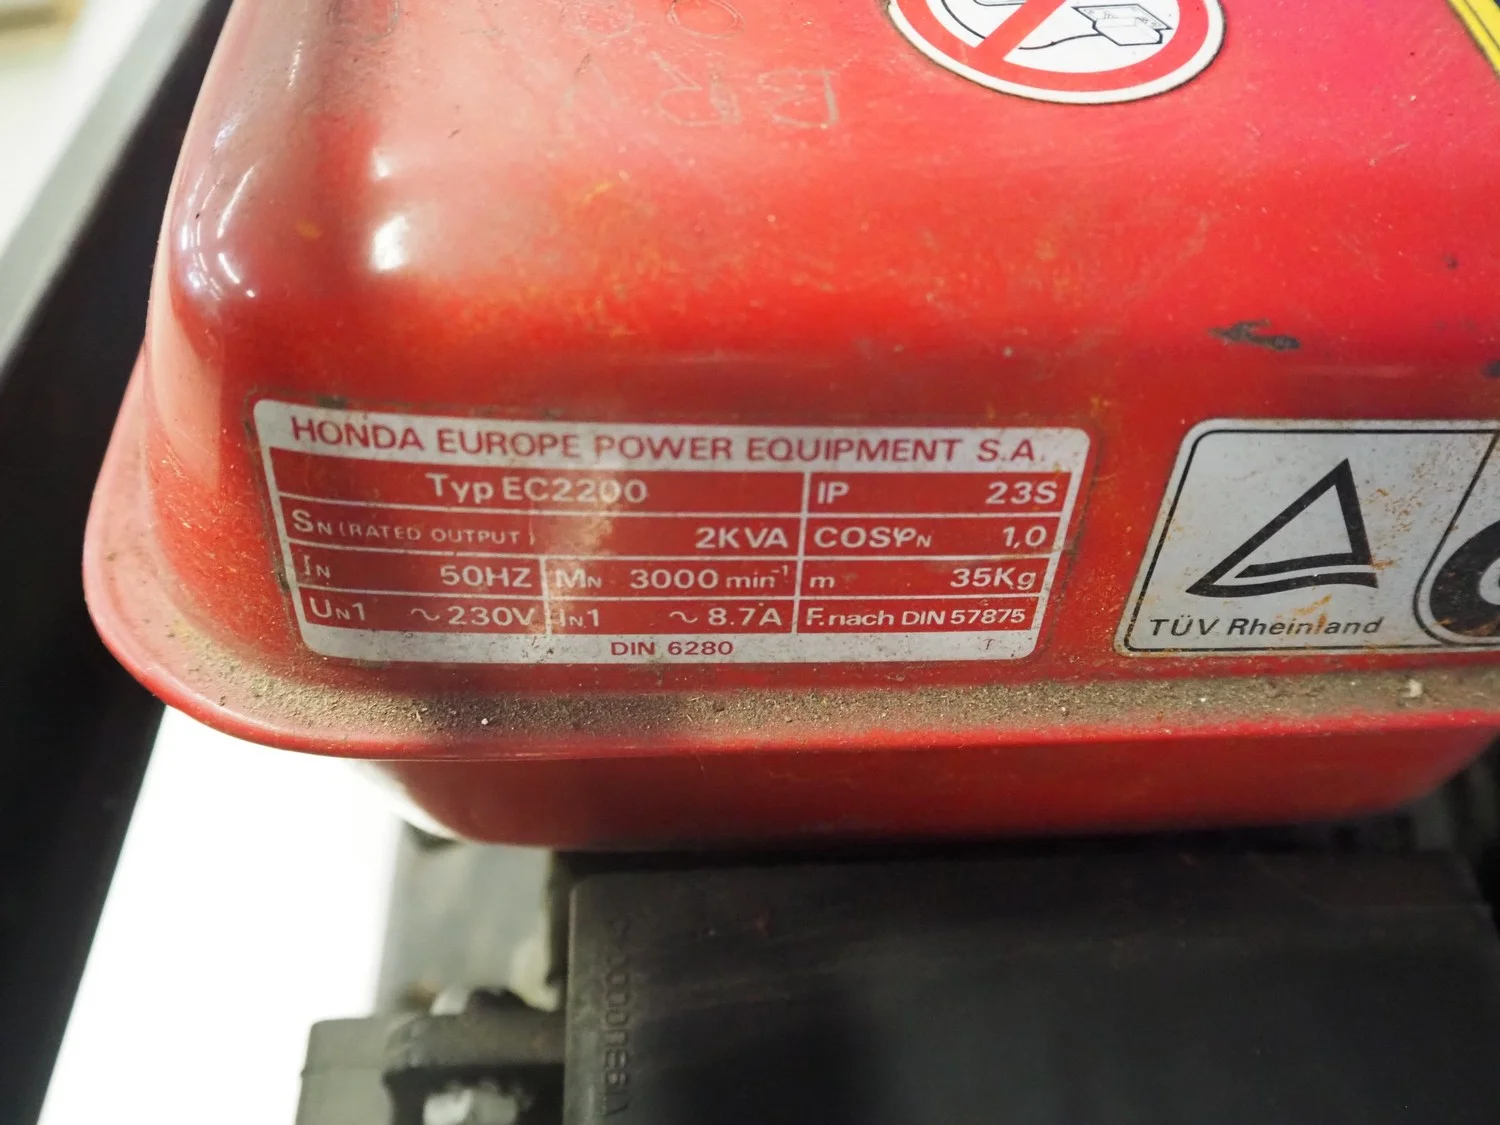 HONDA EUROPE POWER EQUIPMENT S.A.
Typ EC2200 IP 23S
SN (RATED OUTPUT) 2KVA COSφN 1,0
fN 50HZ MN 3000 min-1 m 35Kg
UN1 ~230V IN1 ~8.7A F. nach DIN 57875
DIN 6280
TÜV Rheinland